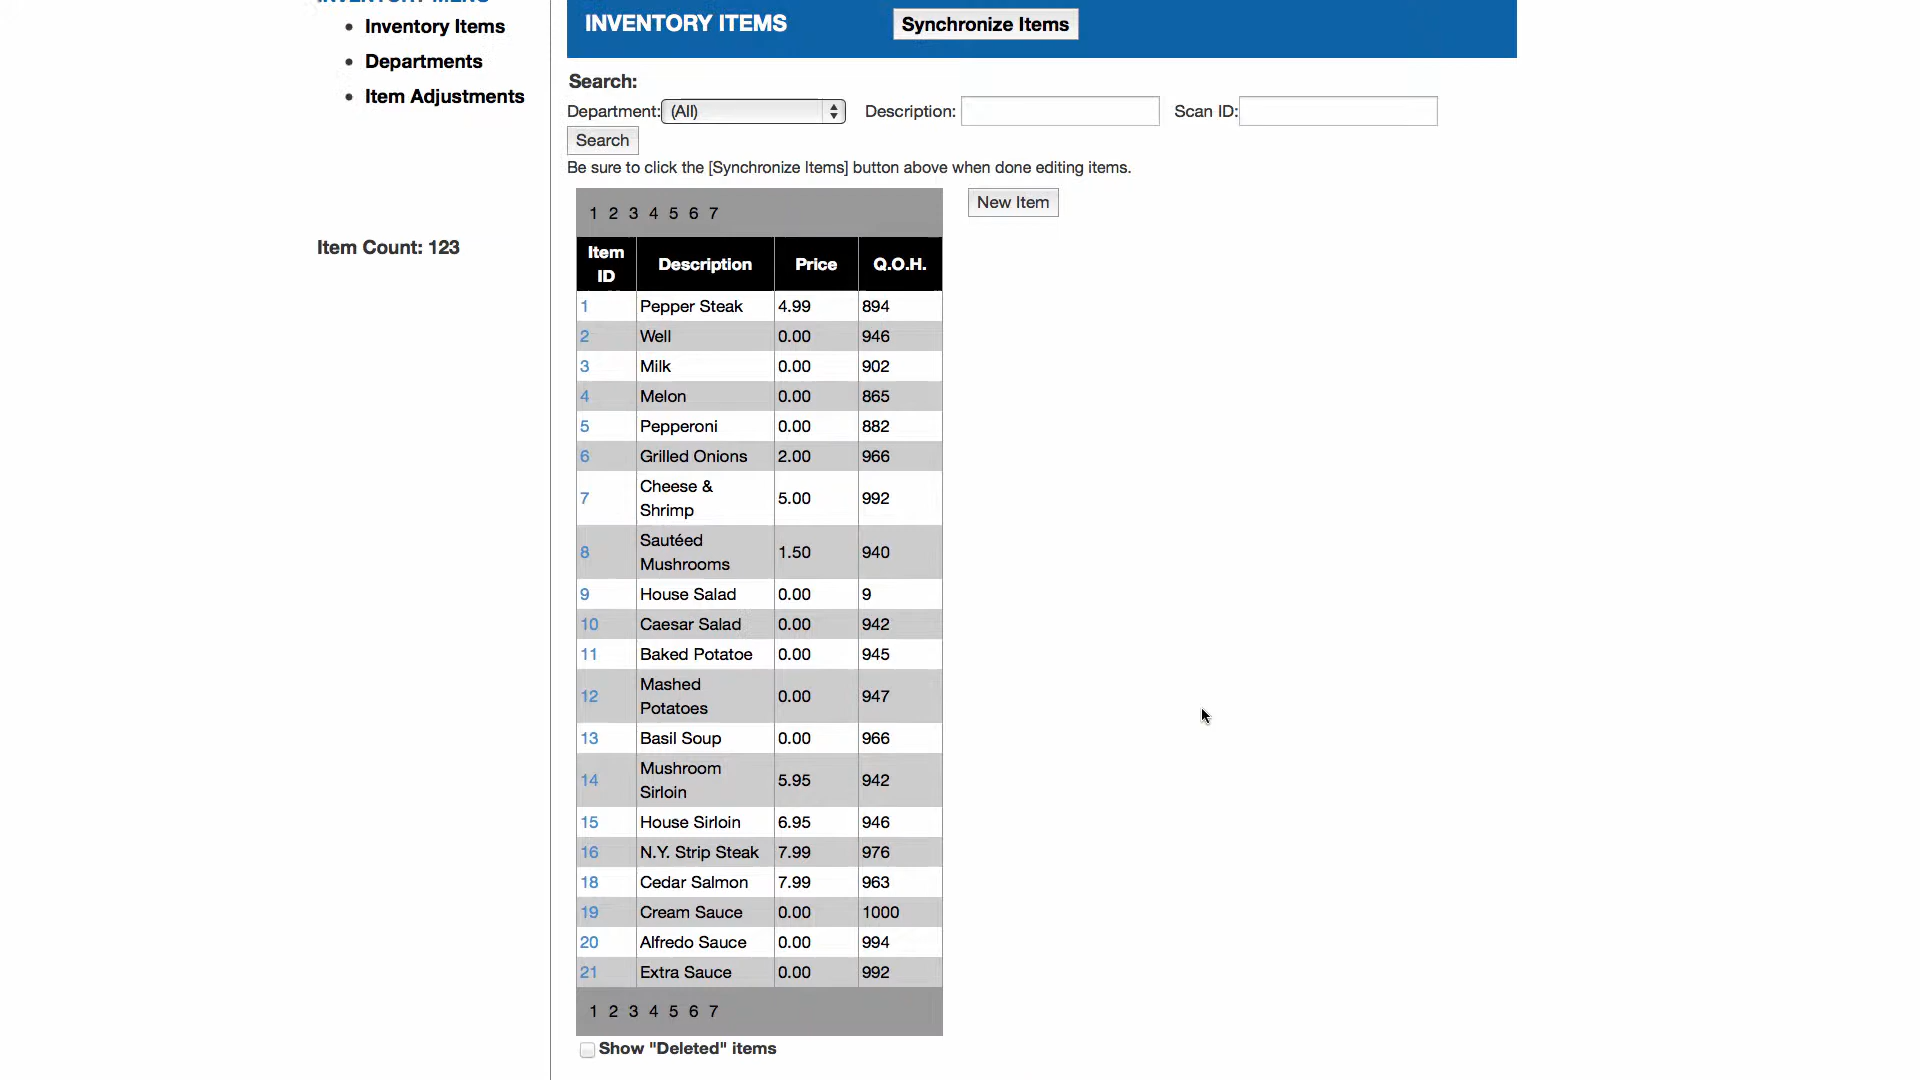 INVENTORY MENU
Inventory Items
Departments
Item Adjustments
Item Count: 123
INVENTORY ITEMS Synchronize Items
Search:
Department: (All) Description: Scan ID:
Search
Be sure to click the [Synchronize Items] button above when done editing items.
1 2 3 4 5 6 7 New Item
Item ID Description Price Q.O.H.
1 Pepper Steak 4.99 894
2 Well 0.00 946
3 Milk 0.00 902
4 Melon 0.00 865
5 Pepperoni 0.00 882
6 Grilled Onions 2.00 966
7 Cheese & Shrimp 5.00 992
8 Sautéed Mushrooms 1.50 940
9 House Salad 0.00 9
10 Caesar Salad 0.00 942
11 Baked Potatoe 0.00 945
12 Mashed Potatoes 0.00 947
13 Basil Soup 0.00 966
14 Mushroom Sirloin 5.95 942
15 House Sirloin 6.95 946
16 N.Y. Strip Steak 7.99 976
18 Cedar Salmon 7.99 963
19 Cream Sauce 0.00 1000
20 Alfredo Sauce 0.00 994
21 Extra Sauce 0.00 992
1 2 3 4 5 6 7
Show "Deleted" items